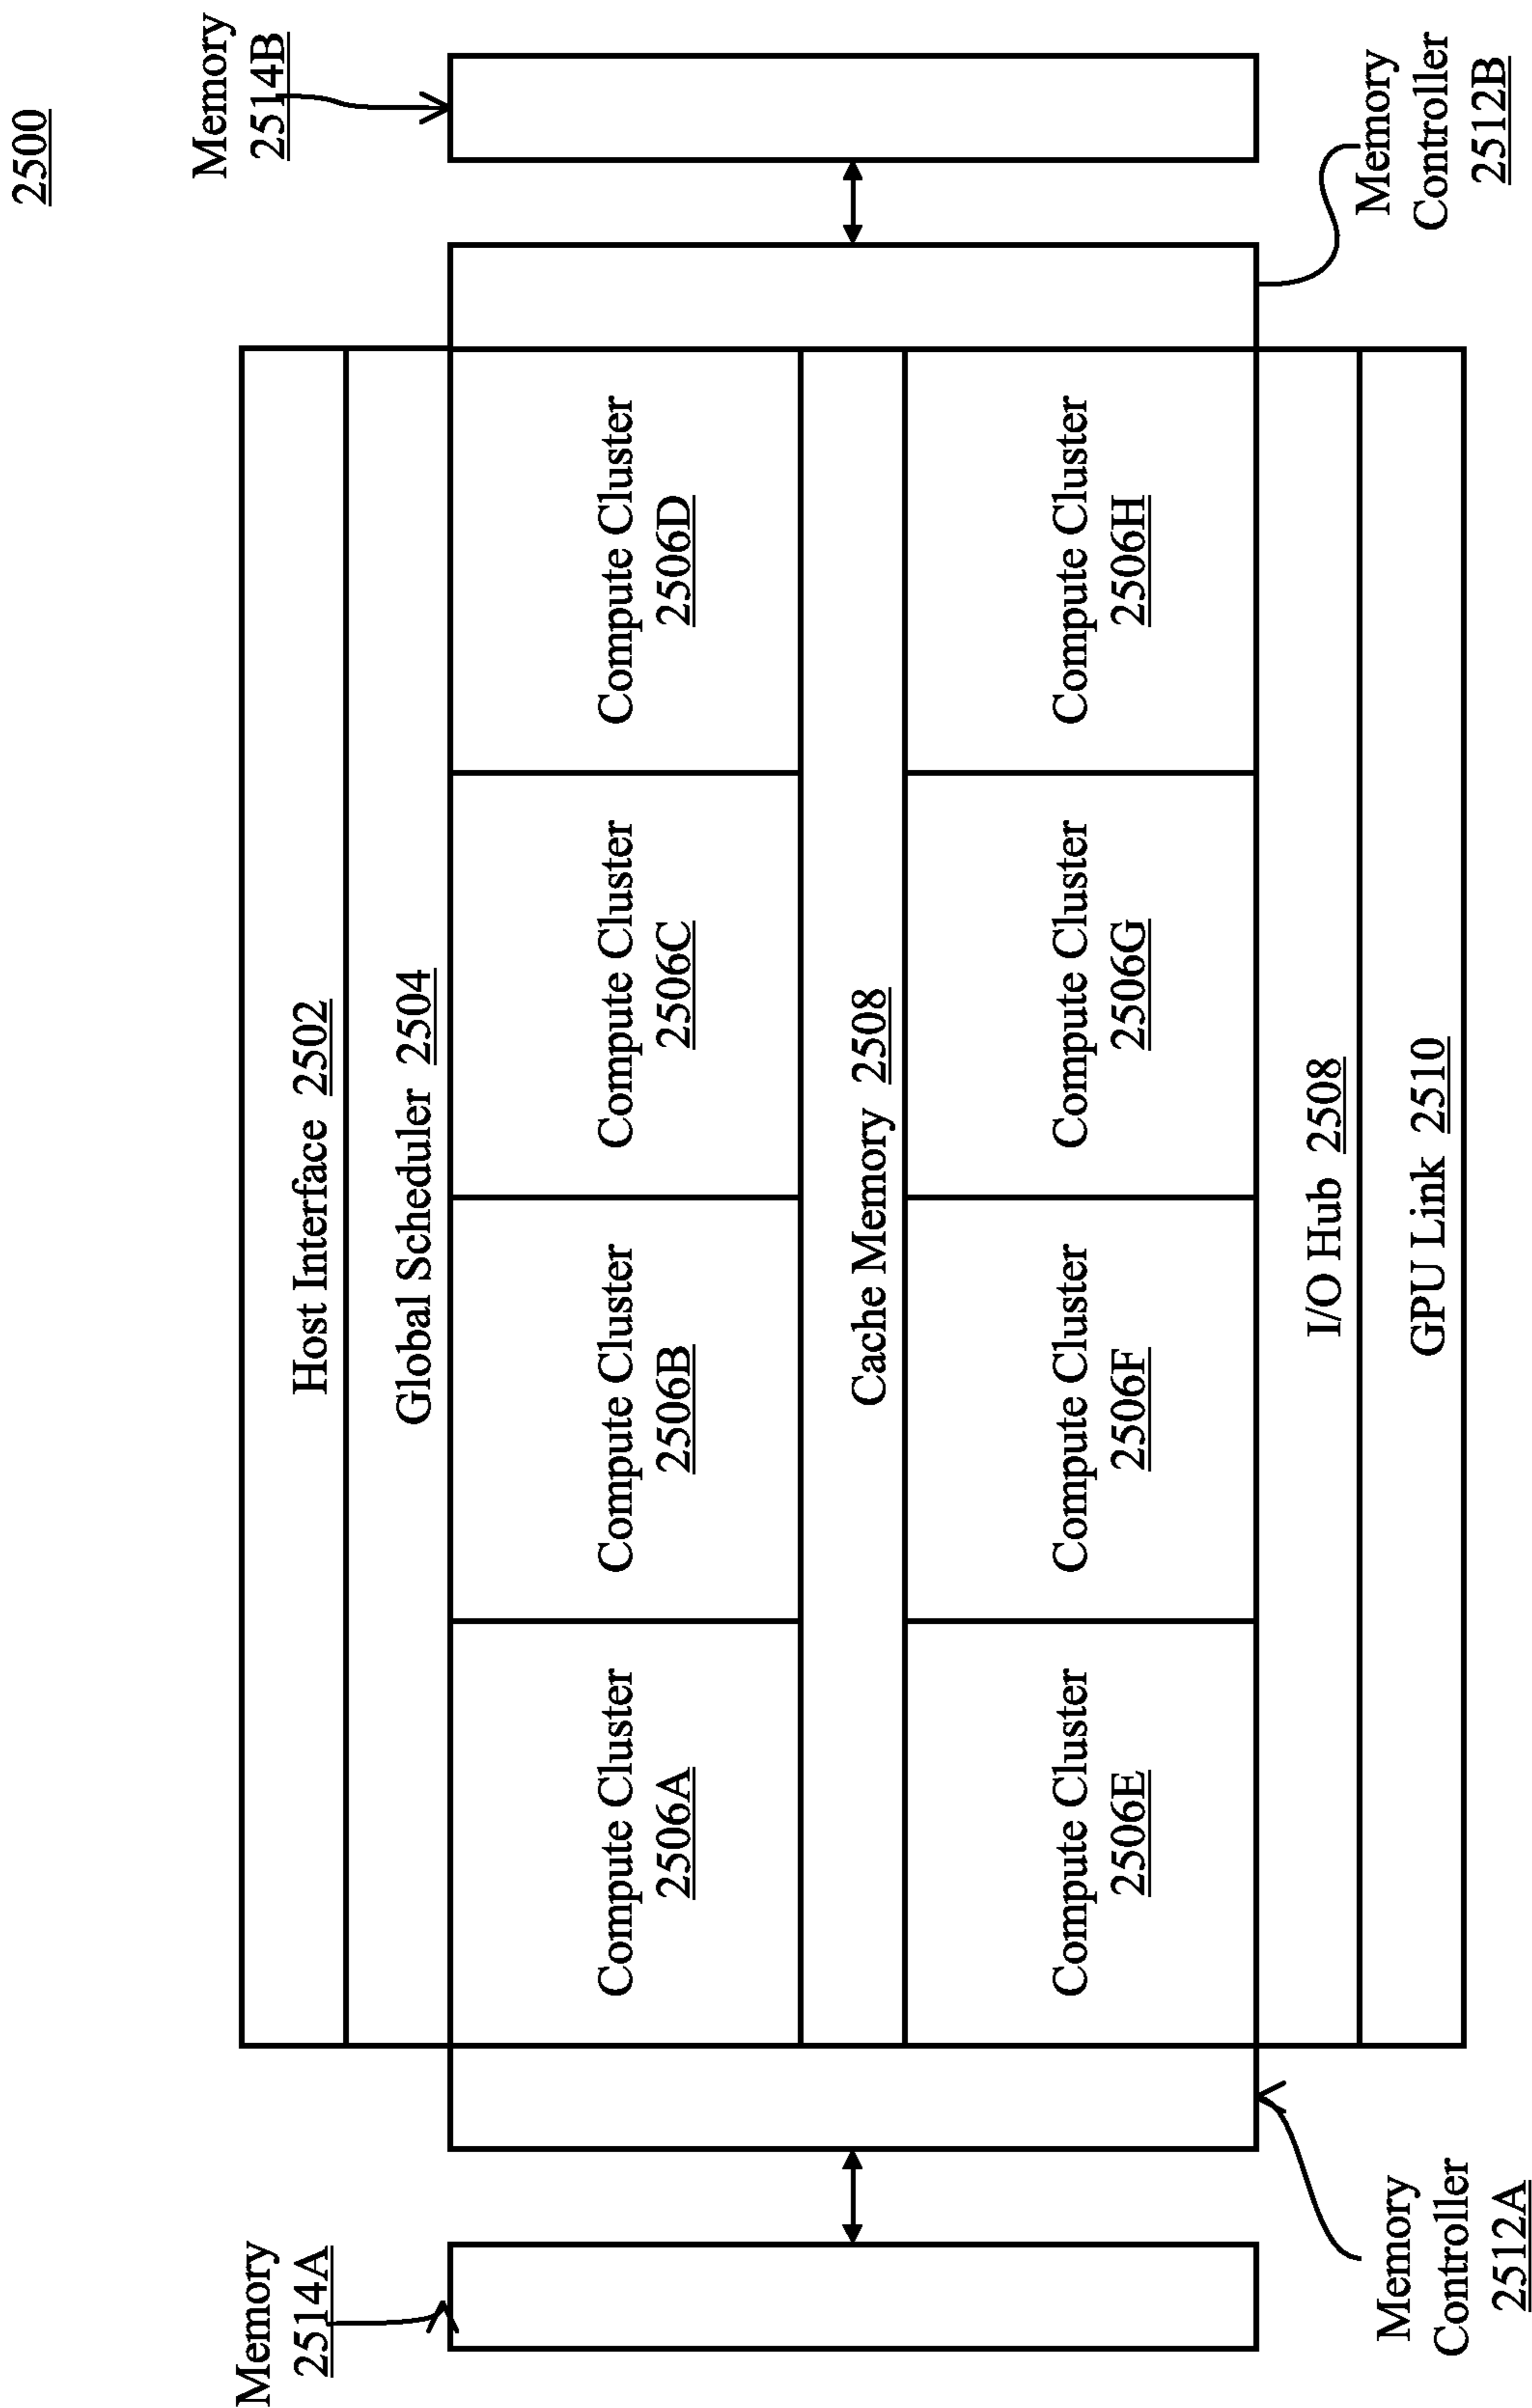 2500
Memory
2514A
Memory
2514B
Host Interface 2502
Global Scheduler 2504
Compute Cluster
2506A
Compute Cluster
2506B
Compute Cluster
2506C
Compute Cluster
2506D
Cache Memory 2508
Compute Cluster
2506E
Compute Cluster
2506F
Compute Cluster
2506G
Compute Cluster
2506H
I/O Hub 2508
GPU Link 2510
Memory
Controller
2512A
Memory
Controller
2512B